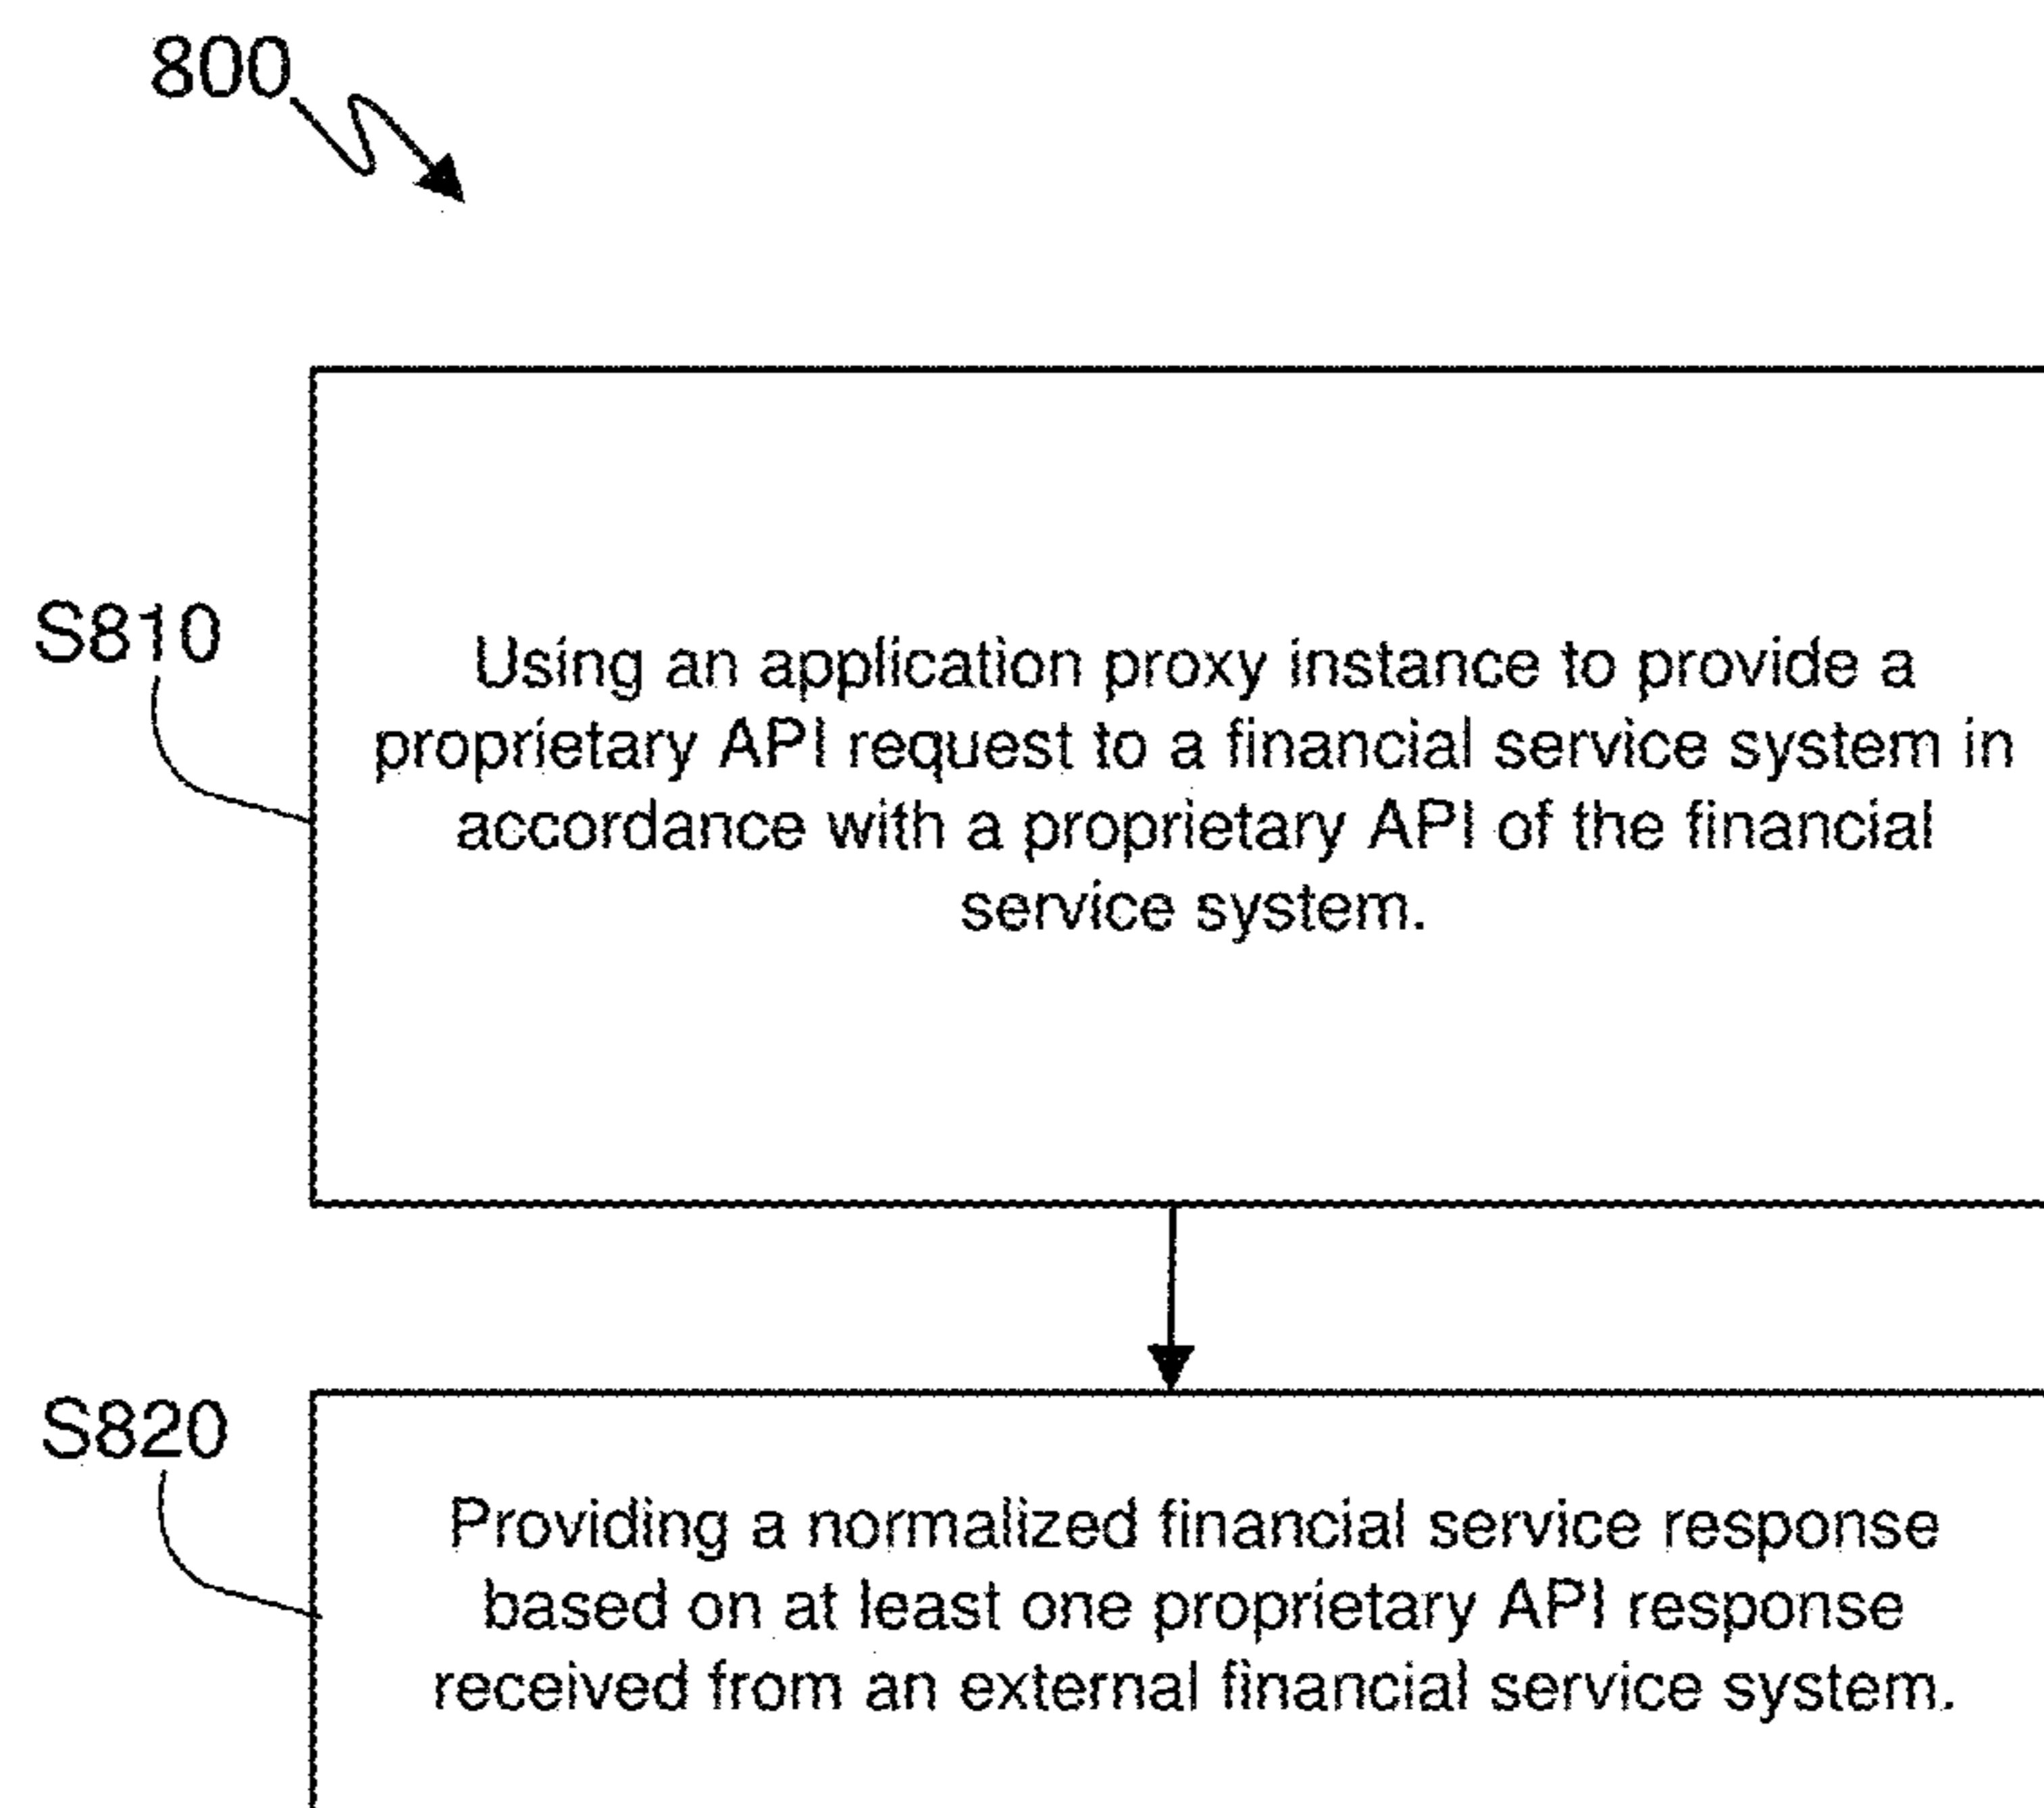 800
S810
Using an application proxy instance to provide a
proprietary API request to a financial service system in
accordance with a proprietary API of the financial
service system.
S820
Providing a normalized financial service response
based on at least one proprietary API response
received from an external financial service system.